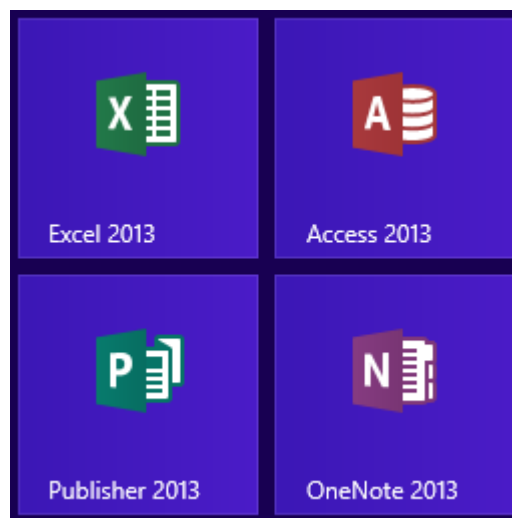 X
A
Excel 2013
Access 2013
P
N
Publisher 2013
OneNote 2013